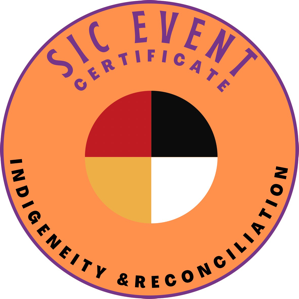 SIC EVENT
CERTIFICATE
INDIGENEITY &RECONCILIATION